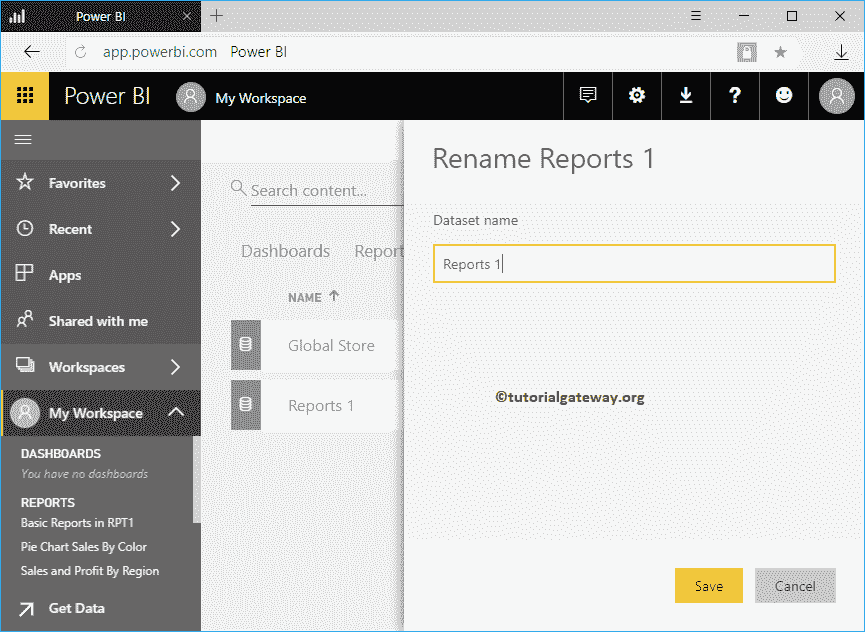 Power BI
app.powerbi.com Power BI
Power BI My Workspace
Favorites
Recent
Apps
Shared with me
Workspaces
My Workspace
DASHBOARDS
You have no dashboards
REPORTS
Basic Reports in RPT1
Pie Chart Sales By Color
Sales and Profit By Region
Get Data
Search content...
Dashboards Report
NAME
Global Store
Reports 1
Rename Reports 1
Dataset name
Reports 1
©tutorialgateway.org
Save Cancel